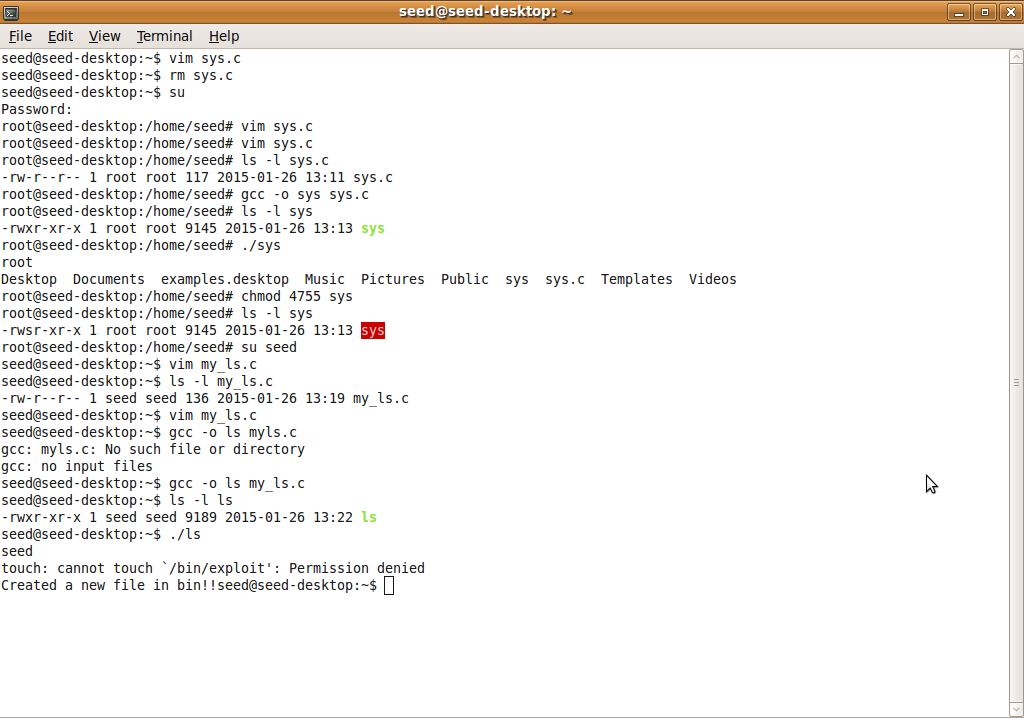 seed@seed-desktop: ~
File Edit View Terminal Help
seed@seed-desktop:~$ vim sys.c
seed@seed-desktop:~$ rm sys.c
seed@seed-desktop:~$ su
Password:
root@seed-desktop:/home/seed# vim sys.c
root@seed-desktop:/home/seed# vim sys.c
root@seed-desktop:/home/seed# ls -l sys.c
-rw-r--r-- 1 root root 117 2015-01-26 13:11 sys.c
root@seed-desktop:/home/seed# gcc -o sys sys.c
root@seed-desktop:/home/seed# ls -l sys
-rwxr-xr-x 1 root root 9145 2015-01-26 13:13 sys
root@seed-desktop:/home/seed# ./sys
root
Desktop  Documents  examples.desktop  Music  Pictures  Public  sys  sys.c  Templates  Videos
root@seed-desktop:/home/seed# chmod 4755 sys
root@seed-desktop:/home/seed# ls -l sys
-rwsr-xr-x 1 root root 9145 2015-01-26 13:13 sys
root@seed-desktop:/home/seed# su seed
seed@seed-desktop:~$ vim my_ls.c
seed@seed-desktop:~$ ls -l my_ls.c
-rw-r--r-- 1 seed seed 136 2015-01-26 13:19 my_ls.c
seed@seed-desktop:~$ vim my_ls.c
seed@seed-desktop:~$ gcc -o ls myls.c
gcc: myls.c: No such file or directory
gcc: no input files
seed@seed-desktop:~$ gcc -o ls my_ls.c
seed@seed-desktop:~$ ls -l ls
-rwxr-xr-x 1 seed seed 9189 2015-01-26 13:22 ls
seed@seed-desktop:~$ ./ls
seed
touch: cannot touch `/bin/exploit': Permission denied
Created a new file in bin!!seed@seed-desktop:~$